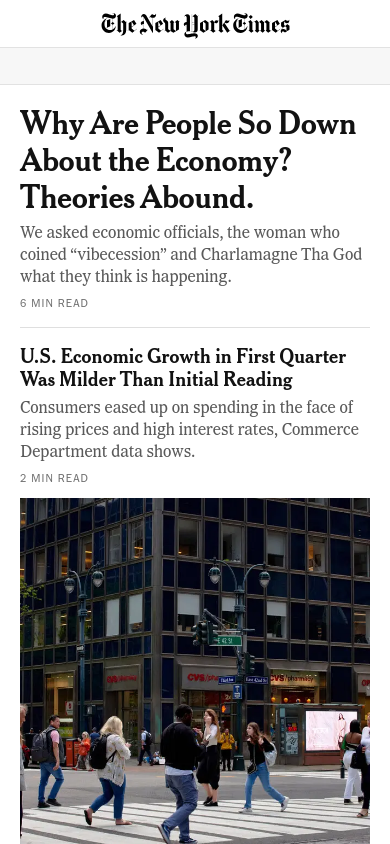 The New York Times
Why Are People So Down
About the Economy?
Theories Abound.
We asked economic officials, the woman who
coined “vibecession” and Charlamagne Tha God
what they think is happening.
6 MIN READ
U.S. Economic Growth in First Quarter
Was Milder Than Initial Reading
Consumers eased up on spending in the face of
rising prices and high interest rates, Commerce
Department data shows.
2 MIN READ
E 42 St
CVS/pharmacy
CVS/pharmacy